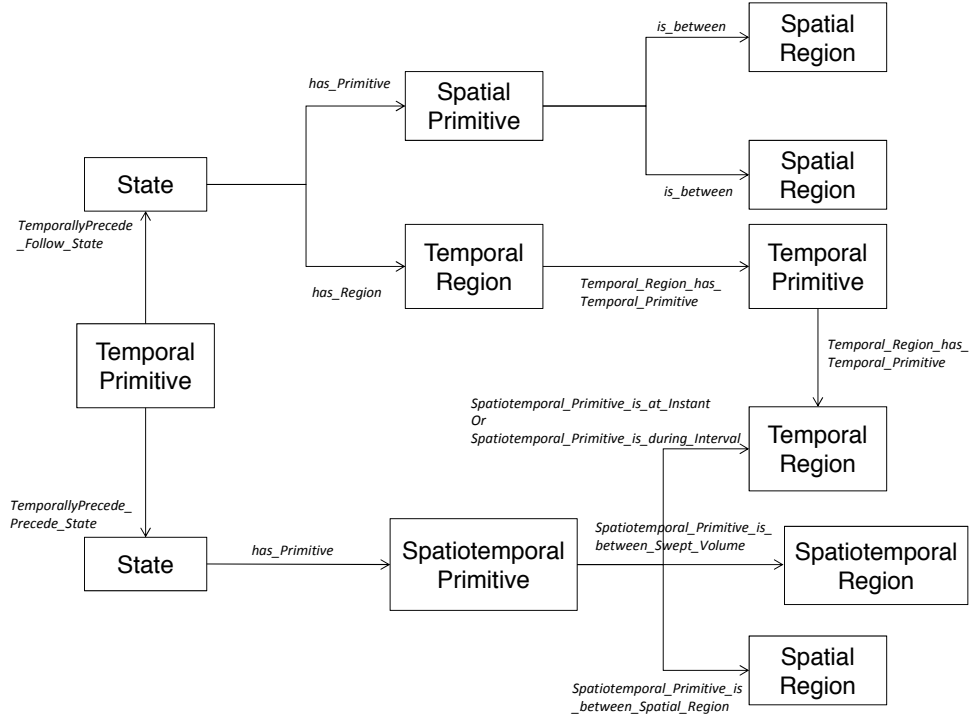 is_between
Spatial
Region
has_Primitive
Spatial
Primitive
Spatial
Region
is_between
State
TemporallyPrecede
_Follow_State
Temporal
Region
has_Region
Temporal_Region_has_
Temporal_Primitive
Temporal
Primitive
Temporal
Primitive
Temporal_Region_has_
Temporal_Primitive
Spatiotemporal_Primitive_is_at_Instant
Or
Spatiotemporal_Primitive_is_during_Interval
Temporal
Region
TemporallyPrecede_
Precede_State
State
has_Primitive
Spatiotemporal
Primitive
Spatiotemporal_Primitive_is_
between_Swept_Volume
Spatiotemporal
Region
Spatiotemporal_Primitive_is
_between_Spatial_Region
Spatial
Region